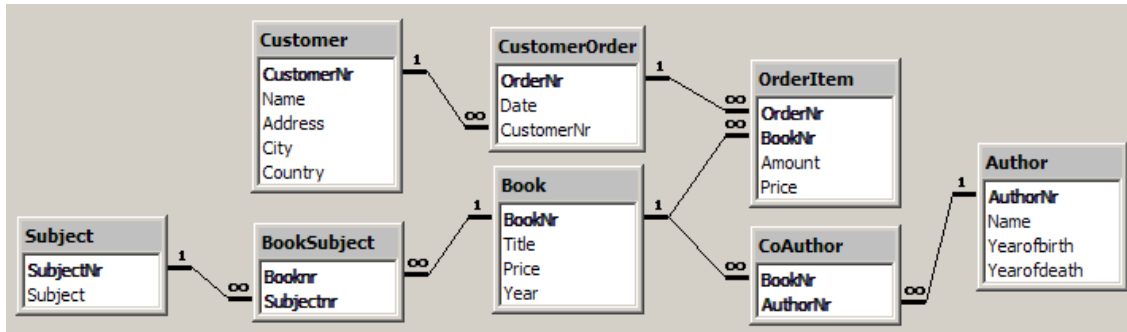 Customer
CustomerNr
Name
Address
City
Country
1
∞
CustomerOrder
OrderNr
Date
CustomerNr
1
∞
∞
OrderItem
OrderNr
BookNr
Amount
Price
Subject
SubjectNr
Subject
1
∞
BookSubject
Booknr
Subjectnr
∞
1
Book
BookNr
Title
Price
Year
1
∞
CoAuthor
BookNr
AuthorNr
∞
1
Author
AuthorNr
Name
Yearofbirth
Yearofdeath